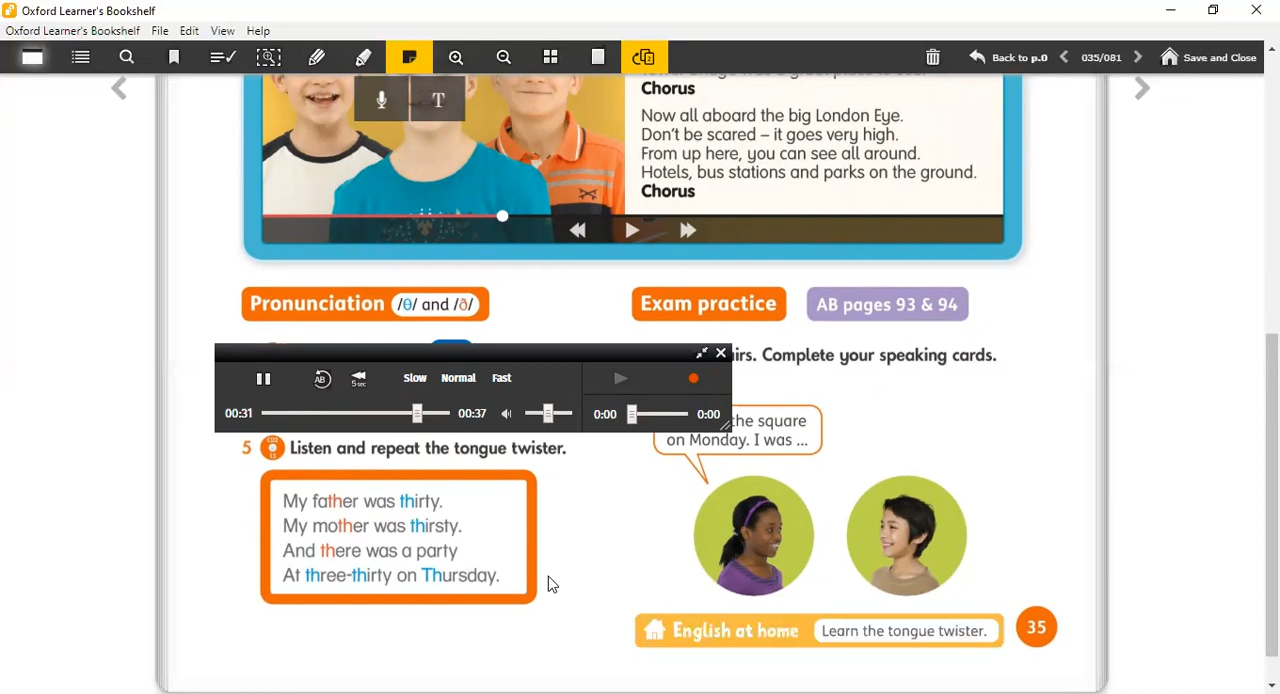 Oxford Learner's Bookshelf
Oxford Learner's Bookshelf File Edit View Help
Back to p.0 035/081 Save and Close
T
Chorus
Now all aboard the big London Eye.
Don't be scared – it goes very high.
From up here, you can see all around.
Hotels, bus stations and parks on the ground.
Chorus
Pronunciation /θ/ and /ð/
Exam practice AB pages 93 & 94
irs. Complete your speaking cards.
AB 5sec Slow Normal Fast
00:31 00:37 0:00 0:00
the square
on Monday. I was ...
5 Listen and repeat the tongue twister.
My father was thirty.
My mother was thirsty.
And there was a party
At three-thirty on Thursday.
English at home Learn the tongue twister. 35